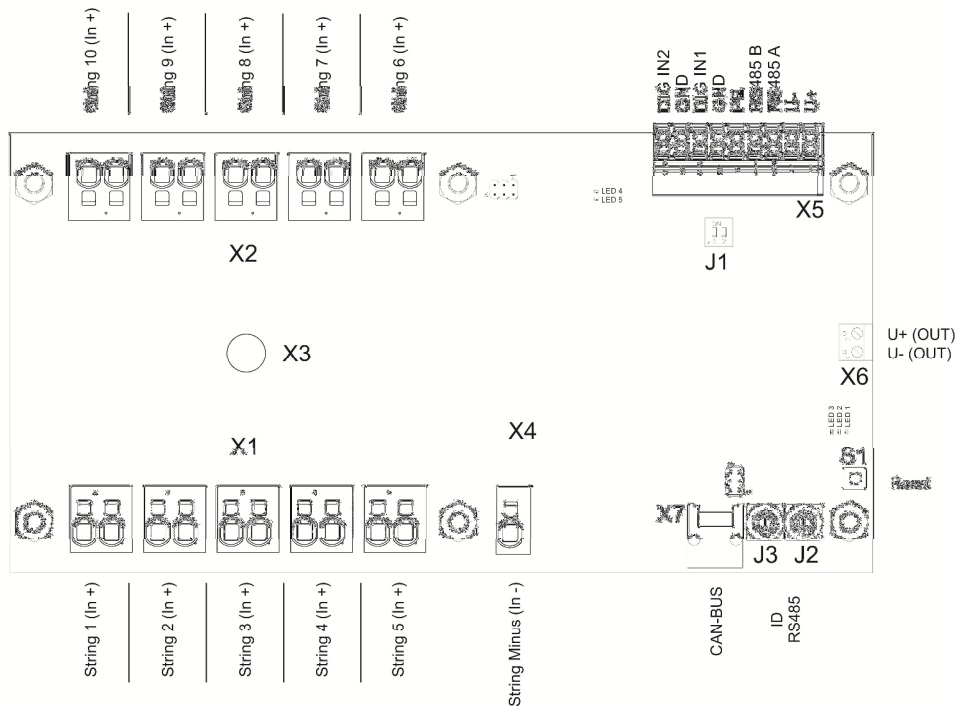 String 10 (In +)
String 9 (In +)
String 8 (In +)
String 7 (In +)
String 6 (In +)
DIG IN2
GND
DIG IN1
GND
RS485 B
RS485 A
U-
U+
LED 4
LED 5
X5
ON
J1
X2
X3
U+ (OUT)
U- (OUT)
X6
LED 3
LED 2
LED 1
X1
X4
S1
Reset
X7
J3
J2
String 1 (In +)
String 2 (In +)
String 3 (In +)
String 4 (In +)
String 5 (In +)
String Minus (In -)
CAN-BUS
ID
RS485